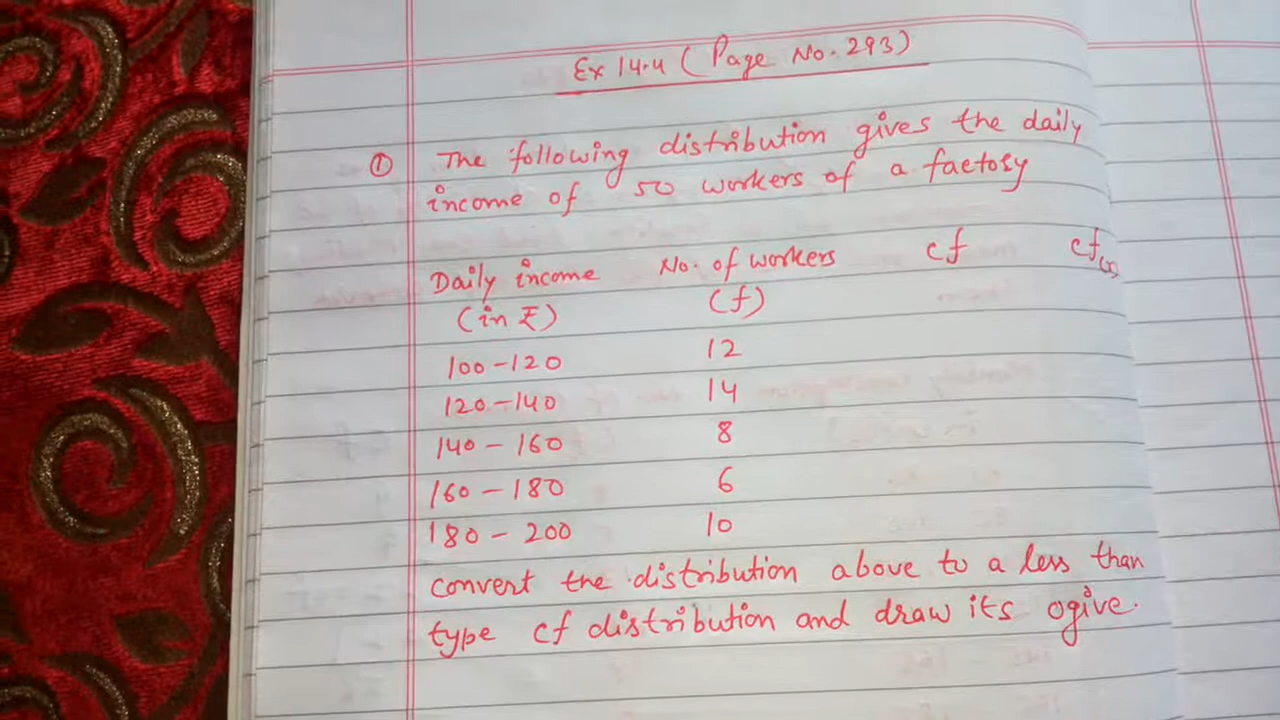 Ex 14.4 (Page No. 293)
① The following distribution gives the daily
income of 50 workers of a factory
Daily income No. of workers cf cf(x)
(in ₹) (f)
100-120 12
120-140 14
140-160 8
160-180 6
180-200 10
convert the distribution above to a less than
type cf distribution and draw its ogive.